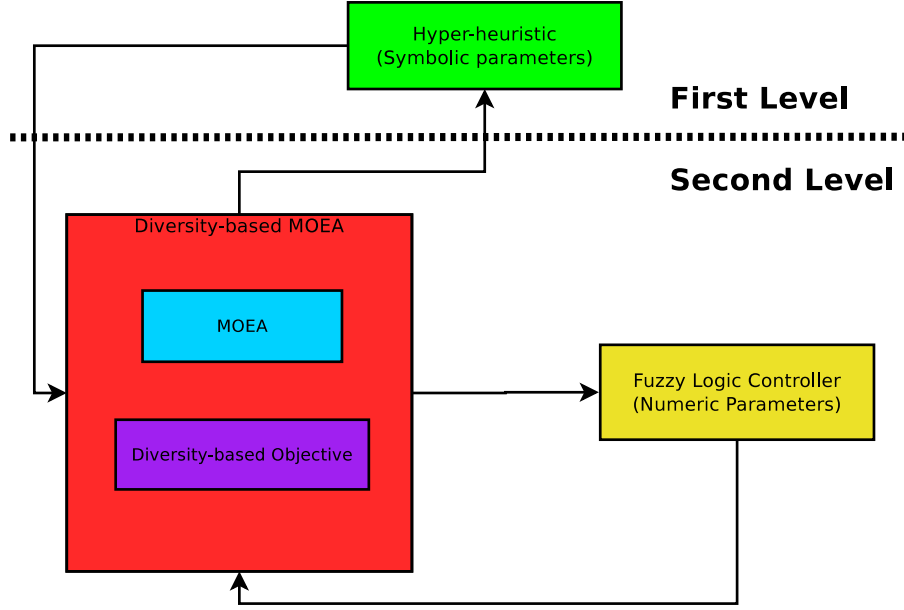 Hyper-heuristic
(Symbolic parameters)
First Level
Second Level
Diversity-based MOEA
MOEA
Fuzzy Logic Controller
(Numeric Parameters)
Diversity-based Objective